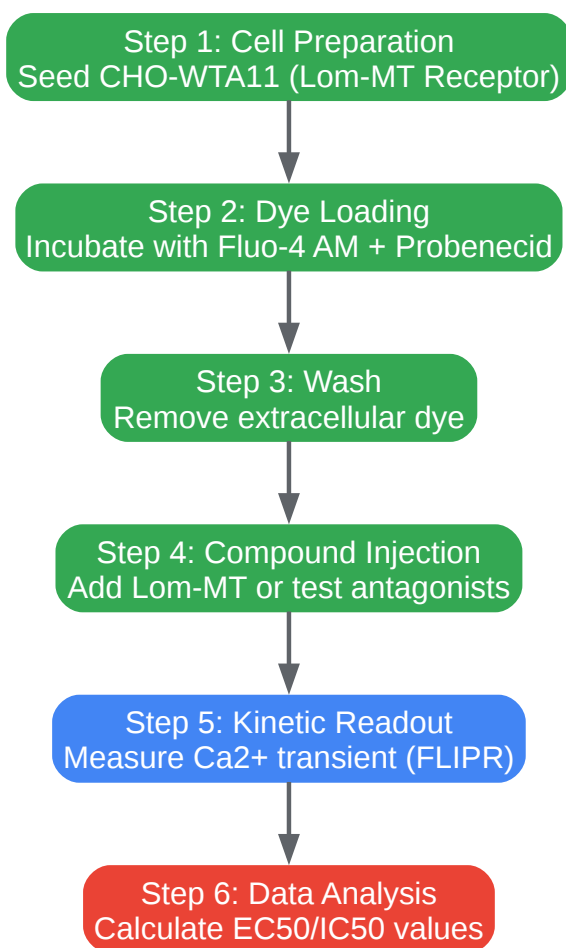 Step 1: Cell Preparation
Seed CHO-WTA11 (Lom-MT Receptor)
Step 2: Dye Loading
Incubate with Fluo-4 AM + Probenecid
Step 3: Wash
Remove extracellular dye
Step 4: Compound Injection
Add Lom-MT or test antagonists
Step 5: Kinetic Readout
Measure Ca2+ transient (FLIPR)
Step 6: Data Analysis
Calculate EC50/IC50 values